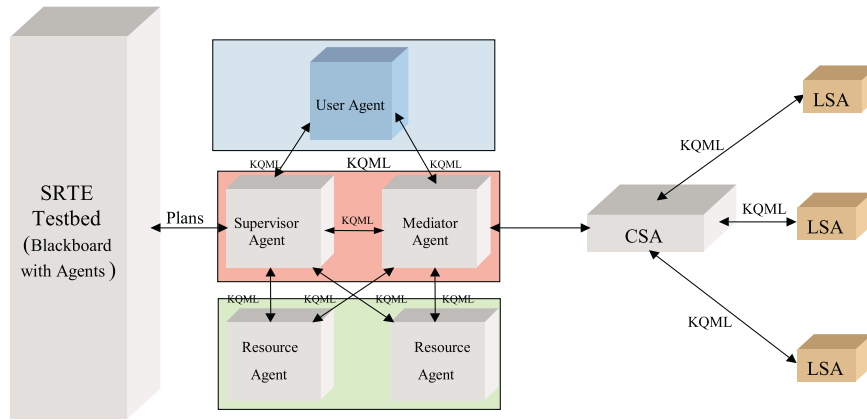 User Agent
KQML
KQML
KQML
SRTE
Testbed
(Blackboard
with Agents)
Plans
Supervisor
Agent
KQML
Mediator
Agent
KQML
KQML
KQML
KQML
Resource
Agent
Resource
Agent
CSA
KQML
LSA
KQML
LSA
KQML
LSA